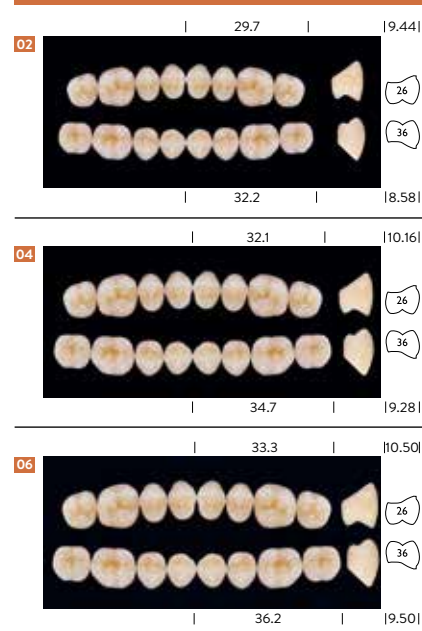 | 29.7 | |9.44|
02
26
36
| 32.2 | |8.58|
| 32.1 | |10.16|
04
26
36
| 34.7 | |9.28|
| 33.3 | |10.50|
06
26
36
| 36.2 | |9.50|